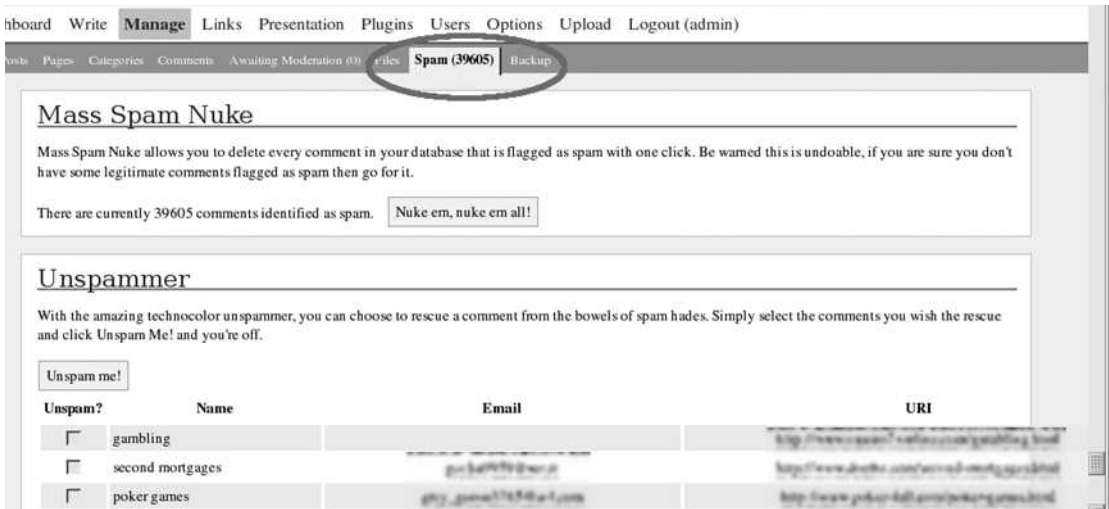 hboard Write Manage Links Presentation Plugins Users Options Upload Logout (admin)
Posts Pages Categories Comments Awaiting Moderation (0) Files Spam (39605) Backup
Mass Spam Nuke
Mass Spam Nuke allows you to delete every comment in your database that is flagged as spam with one click. Be warned this is undoable, if you are sure you don't
have some legitimate comments flagged as spam then go for it.
There are currently 39605 comments identified as spam. Nuke em, nuke em all!
Unspammer
With the amazing technocolor unspammer, you can choose to rescue a comment from the bowels of spam hades. Simply select the comments you wish the rescue
and click Unspam Me! and you're off.
Unspam me!
Unspam? Name Email URI
gambling
second mortgages
poker games